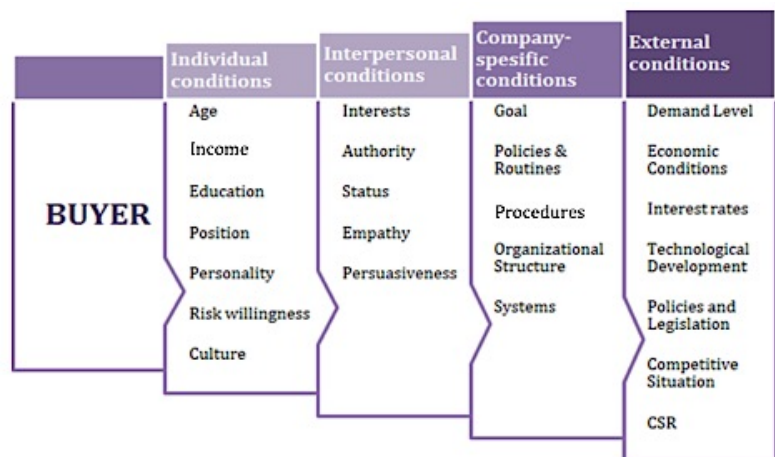 BUYER
Individual
conditions
Age
Income
Education
Position
Personality
Risk willingness
Culture
Interpersonal
conditions
Interests
Authority
Status
Empathy
Persuasiveness
Company-
spesific
conditions
Goal
Policies &
Routines
Procedures
Organizational
Structure
Systems
External
conditions
Demand Level
Economic
Conditions
Interest rates
Technological
Development
Policies and
Legislation
Competitive
Situation
CSR